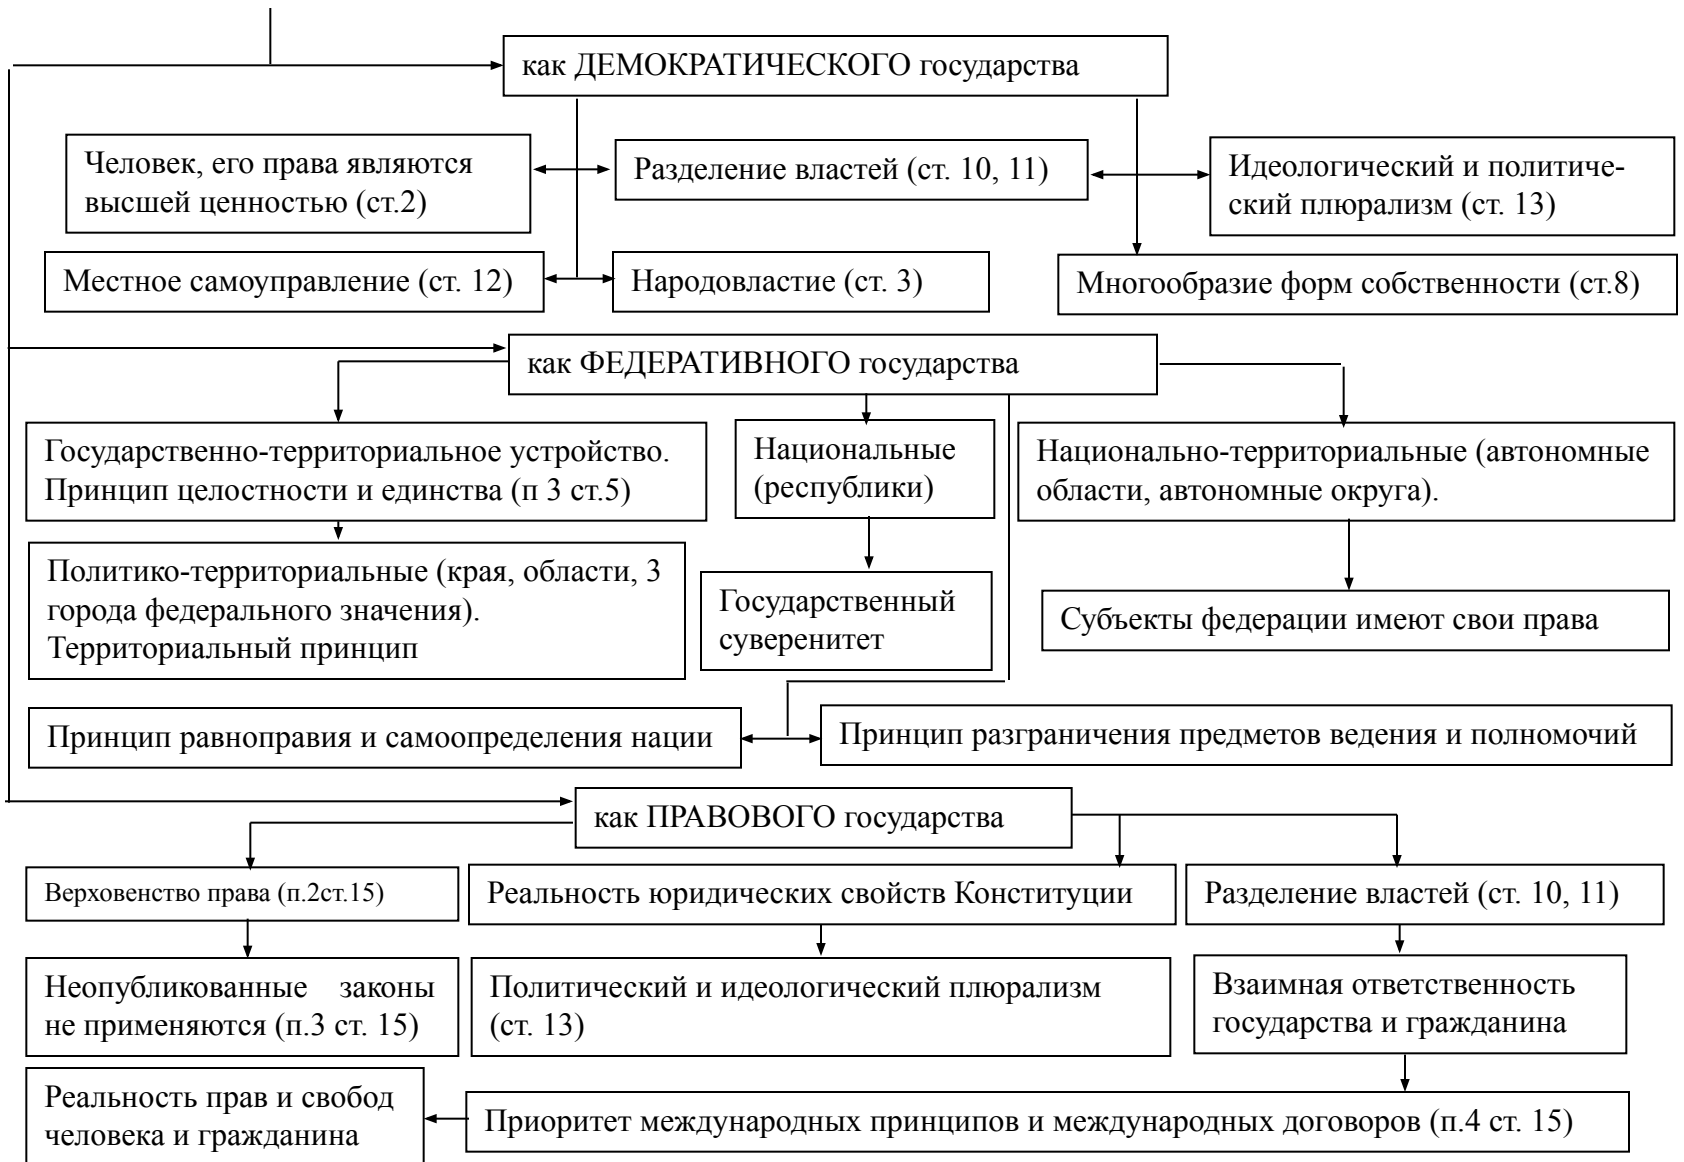 как ДЕМОКРАТИЧЕСКОГО государства
Человек, его права являются
высшей ценностью (ст.2)
Разделение властей (ст. 10, 11)
Идеологический и политиче-
ский плюрализм (ст. 13)
Местное самоуправление (ст. 12)
Народовластие (ст. 3)
Многообразие форм собственности (ст.8)
как ФЕДЕРАТИВНОГО государства
Государственно-территориальное устройство.
Принцип целостности и единства (п 3 ст.5)
Национальные
(республики)
Национально-территориальные (автономные
области, автономные округа).
Политико-территориальные (края, области, 3
города федерального значения).
Территориальный принцип
Государственный
суверенитет
Субъекты федерации имеют свои права
Принцип равноправия и самоопределения нации
Принцип разграничения предметов ведения и полномочий
как ПРАВОВОГО государства
Верховенство права (п.2ст.15)
Реальность юридических свойств Конституции
Разделение властей (ст. 10, 11)
Неопубликованные законы
не применяются (п.3 ст. 15)
Политический и идеологический плюрализм
(ст. 13)
Взаимная ответственность
государства и гражданина
Реальность прав и свобод
человека и гражданина
Приоритет международных принципов и международных договоров (п.4 ст. 15)